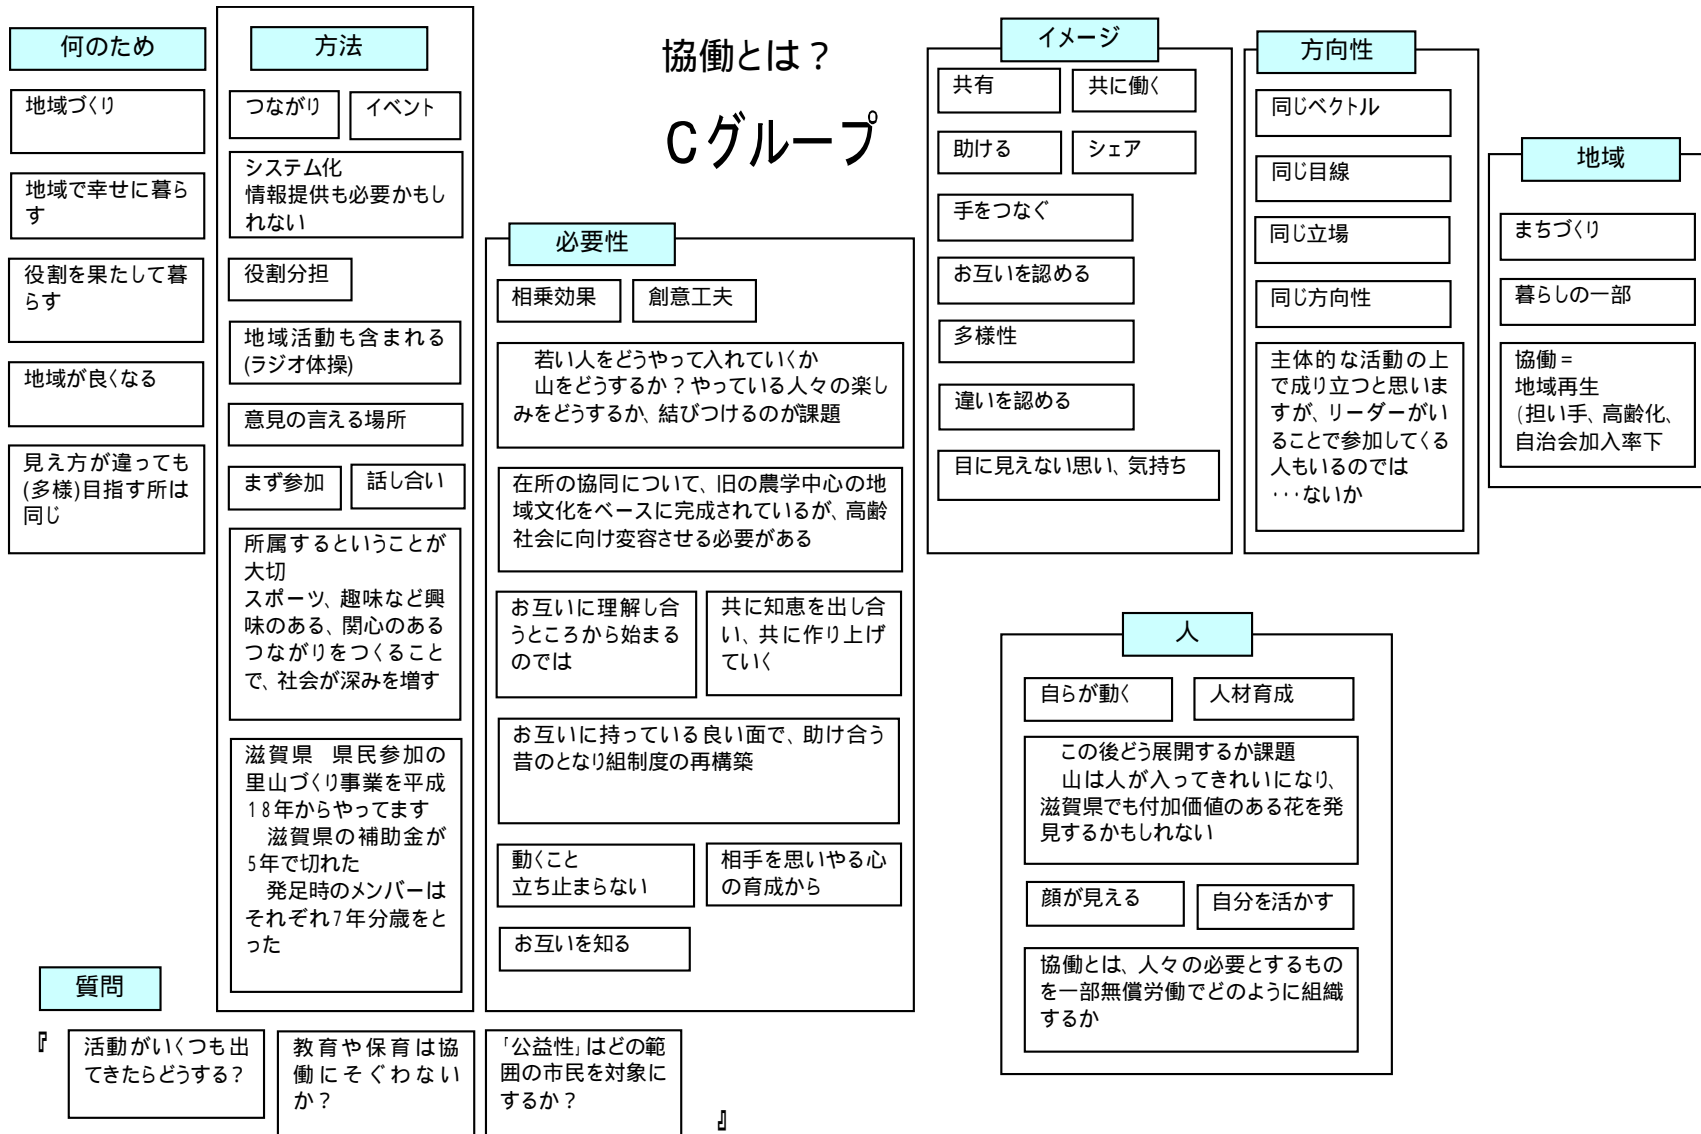 協働とは？
Cグループ
何のため
地域づくり
地域で幸せに暮ら
す
役割を果たして暮
らす
地域が良くなる
見え方が違っても
(多様)目指す所は
同じ
方法
つながり
イベント
システム化
情報提供も必要かもし
れない
役割分担
地域活動も含まれる
(ラジオ体操)
意見の言える場所
まず参加
話し合い
所属するということが
大切
スポーツ、趣味など興
味のある、関心のある
つながりをつくること
で、社会が深みを増す
滋賀県　県民参加の
里山づくり事業を平成
18年からやってます
　滋賀県の補助金が
5年で切れた
　発足時のメンバーは
それぞれ7年分歳をと
った
必要性
相乗効果
創意工夫
　若い人をどうやって入れていくか
　山をどうするか？やっている人々の楽し
みをどうするか、結びつけるのが課題
在所の協同について、旧の農学中心の地
域文化をベースに完成されているが、高齢
社会に向け変容させる必要がある
お互いに理解し合
うところから始まる
のでは
共に知恵を出し合
い、共に作り上げ
ていく
お互いに持っている良い面で、助け合う
昔のとなり組制度の再構築
動くこと
立ち止まらない
相手を思いやる心
の育成から
お互いを知る
イメージ
共有
共に働く
助ける
シェア
手をつなぐ
お互いを認める
多様性
違いを認める
目に見えない思い、気持ち
方向性
同じベクトル
同じ目線
同じ立場
同じ方向性
主体的な活動の上
で成り立つと思いま
すが、リーダーがい
ることで参加してくる
人もいるのでは
…ないか
地域
まちづくり
暮らしの一部
協働＝
地域再生
(担い手、高齢化、
自治会加入率下
人
自らが動く
人材育成
　この後どう展開するか課題
　山は人が入ってきれいになり、
滋賀県でも付加価値のある花を発
見するかもしれない
顔が見える
自分を活かす
協働とは、人々の必要とするもの
を一部無償労働でどのように組織
するか
質問
『
活動がいくつも出
てきたらどうする？
教育や保育は協
働にそぐわない
か？
「公益性」はどの範
囲の市民を対象に
するか？
』